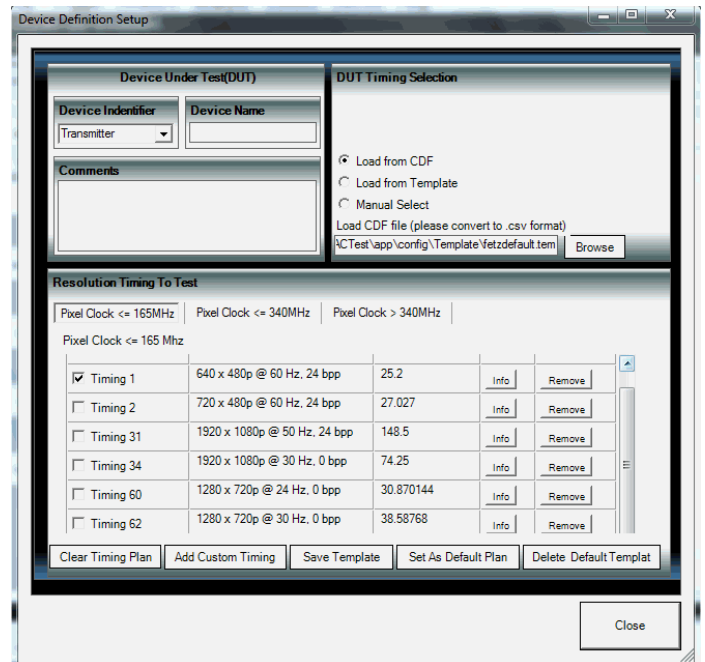 Device Definition Setup
Device Under Test(DUT)
Device Indentifier
Transmitter
Device Name
Comments
DUT Timing Selection
Load from CDF
Load from Template
Manual Select
Load CDF file (please convert to .csv format)
ACTest\app\config\Template\fetzdefault.tem
Browse
Resolution Timing To Test
Pixel Clock <= 165MHz
Pixel Clock <= 340MHz
Pixel Clock > 340MHz
Pixel Clock <= 165 Mhz
Timing 1 640 x 480p @ 60 Hz, 24 bpp 25.2 Info Remove
Timing 2 720 x 480p @ 60 Hz, 24 bpp 27.027 Info Remove
Timing 31 1920 x 1080p @ 50 Hz, 24 bpp 148.5 Info Remove
Timing 34 1920 x 1080p @ 30 Hz, 0 bpp 74.25 Info Remove
Timing 60 1280 x 720p @ 24 Hz, 0 bpp 30.870144 Info Remove
Timing 62 1280 x 720p @ 30 Hz, 0 bpp 38.58768 Info Remove
Clear Timing Plan
Add Custom Timing
Save Template
Set As Default Plan
Delete Default Templat
Close